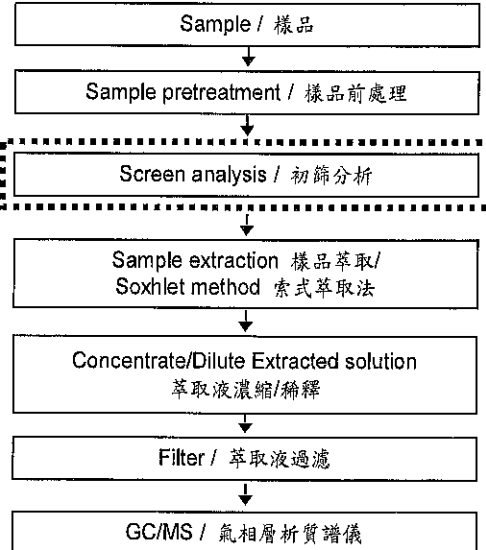 Sample / 樣品
Sample pretreatment / 樣品前處理
Screen analysis / 初篩分析
Sample extraction 樣品萃取/
Soxhlet method 索式萃取法
Concentrate/Dilute Extracted solution
萃取液濃縮/稀釋
Filter / 萃取液過濾
GC/MS / 氣相層析質譜儀